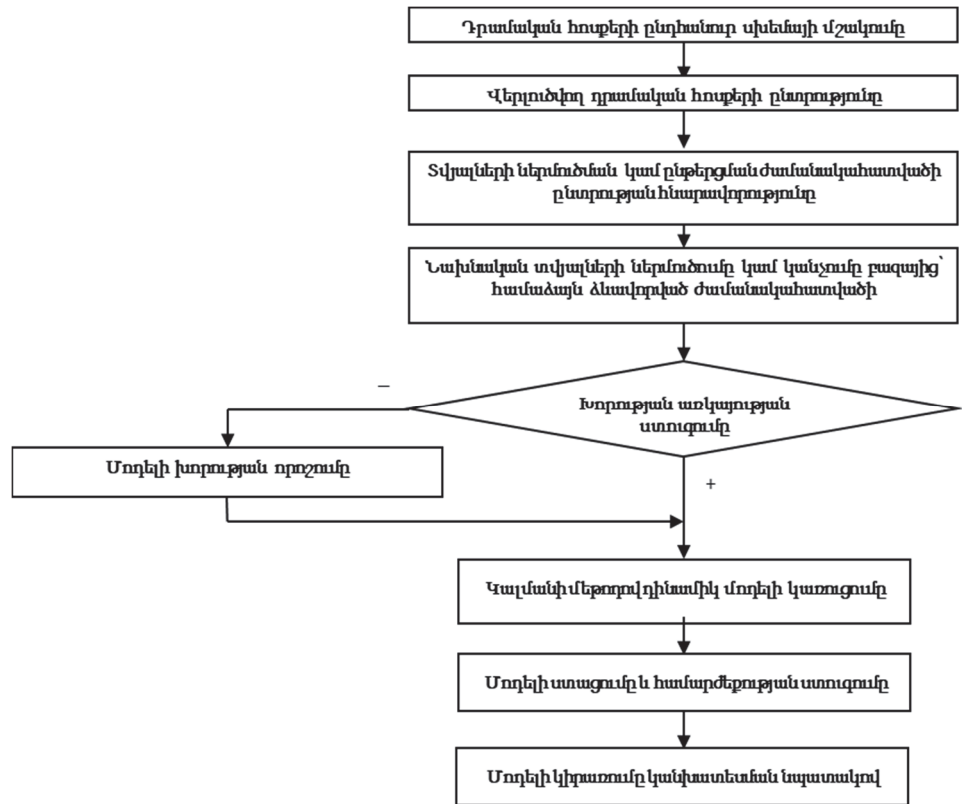 Դրամական հոսքերի ընդհանուր սխեմայի մշակումը
Վերլուծվող դրամական հոսքերի ընտրությունը
Տվյալների ներմուծման կամ ընթերցման ժամանակահատվածի
ընտրության հնարավորությունը
Նախնական տվյալների ներմուծումը կամ կանչումը բազայից՝
համաձայն ձևավորված ժամանակահատվածի
–
Խորության առկայության
ստուգումը
Մոդելի խորության որոշումը
+
Կալմանի մեթոդով դինամիկ մոդելի կառուցումը
Մոդելի ստացումը և համարժեքության ստուգումը
Մոդելի կիրառումը կանխատեսման նպատակով